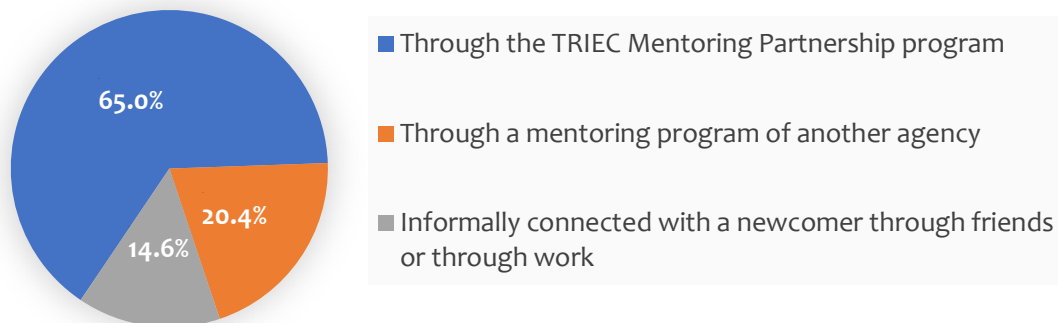 65.0%
20.4%
14.6%
Through the TRIEC Mentoring Partnership program
Through a mentoring program of another agency
Informally connected with a newcomer through friends
or through work